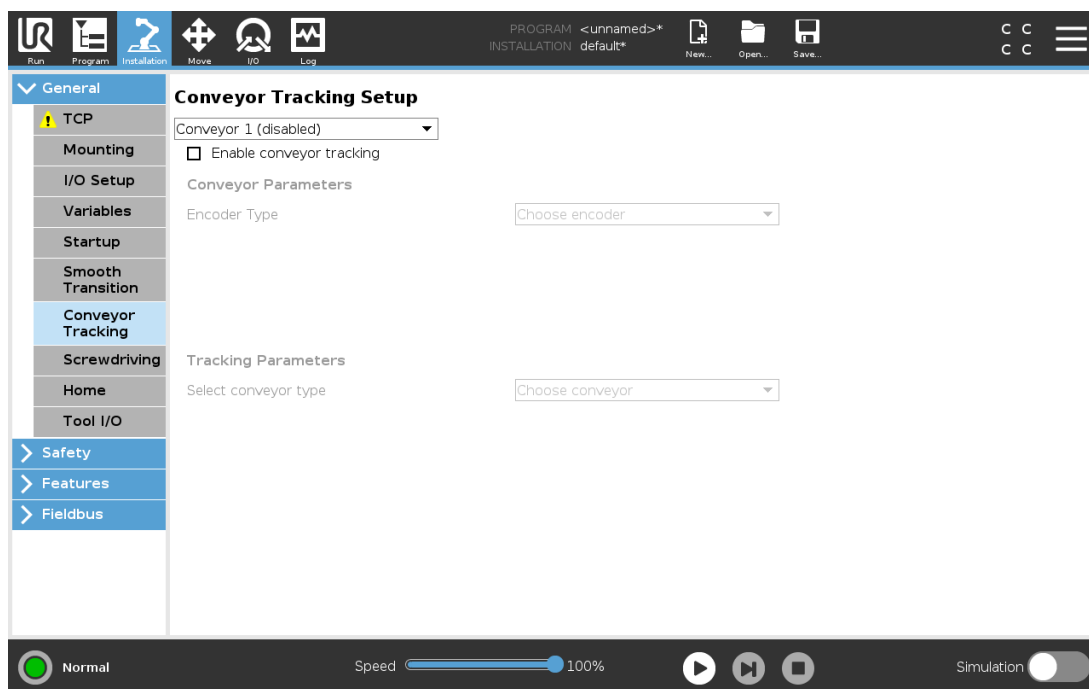 PROGRAM <unnamed>*
INSTALLATION default*
UR
Run
Program
Installation
Move
I/O
Log
New...
Open...
Save...
C C
C C
General
TCP
Mounting
I/O Setup
Variables
Startup
Smooth
Transition
Conveyor
Tracking
Screwdriving
Home
Tool I/O
Safety
Features
Fieldbus
Conveyor Tracking Setup
Conveyor 1 (disabled)
Enable conveyor tracking
Conveyor Parameters
Encoder Type Choose encoder
Tracking Parameters
Select conveyor type Choose conveyor
Normal
Speed 100%
Simulation